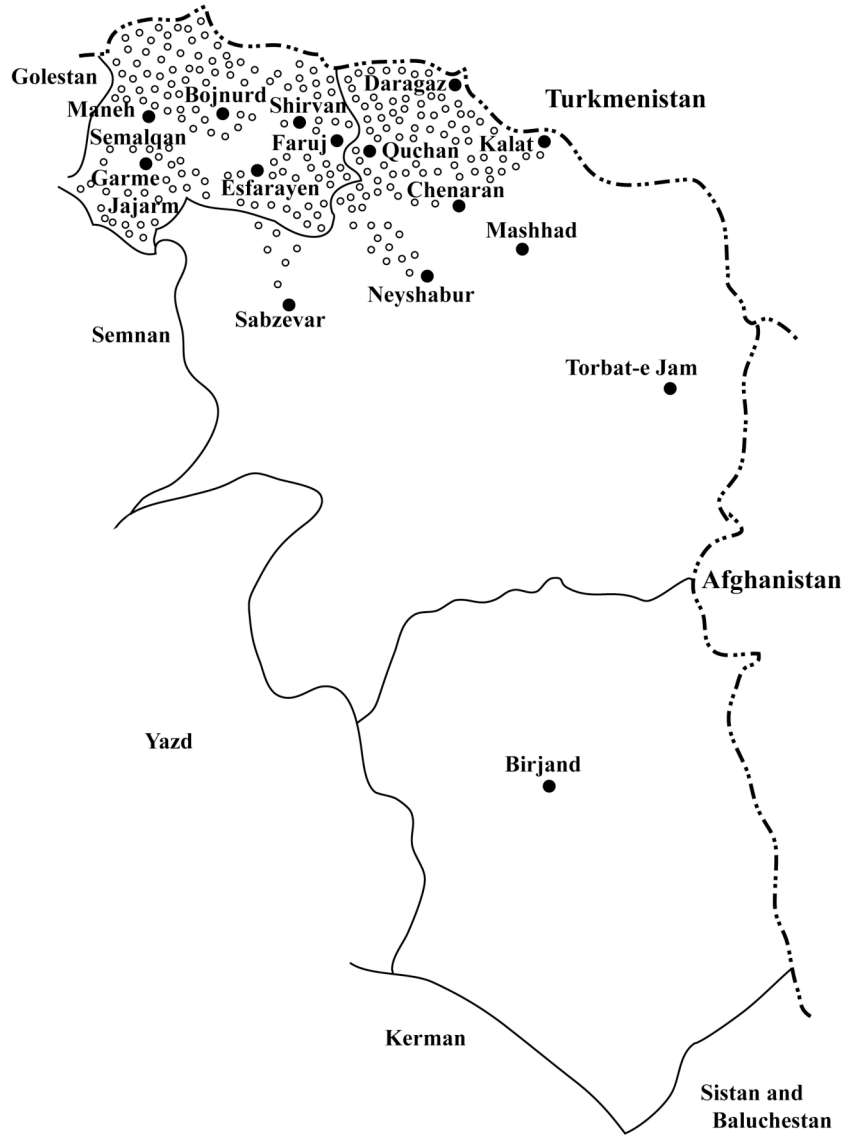 Golestan
Daragaz
Turkmenistan
Bojnurd
Shirvan
Maneh
Semalqan
Faruj
Quchan
Kalat
Garme
Esfarayen
Chenaran
Jajarm
Mashhad
Neyshabur
Sabzevar
Semnan
Torbat-e Jam
Afghanistan
Yazd
Birjand
Kerman
Sistan and
Baluchestan